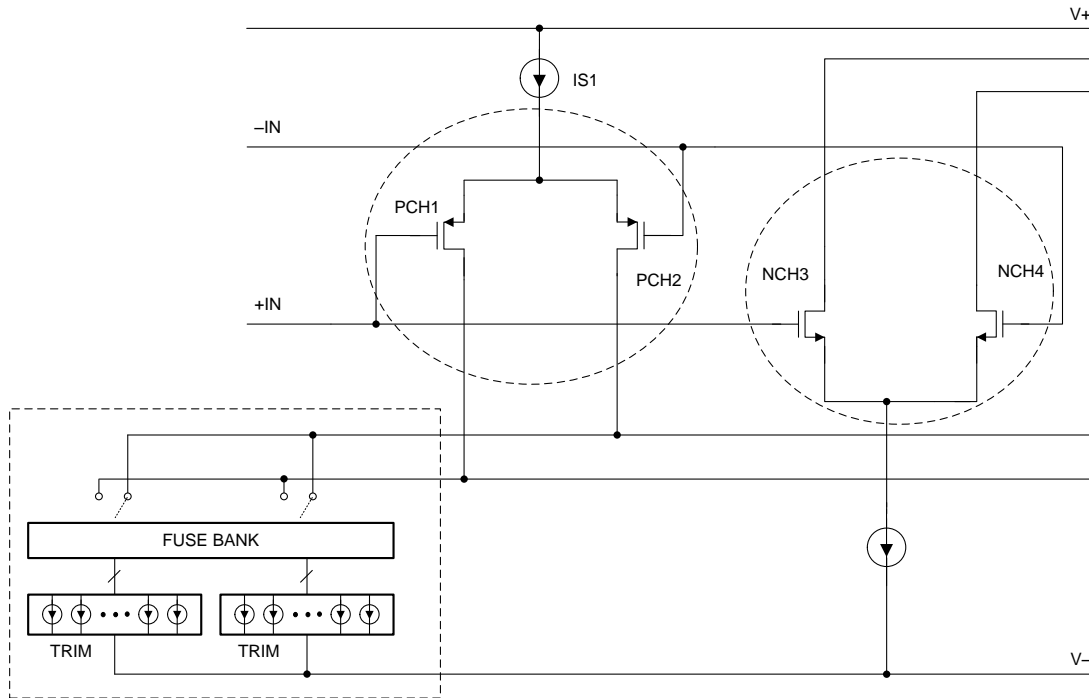 V+
IS1
–IN
PCH1
PCH2
NCH3
NCH4
+IN
FUSE BANK
TRIM
TRIM
V–